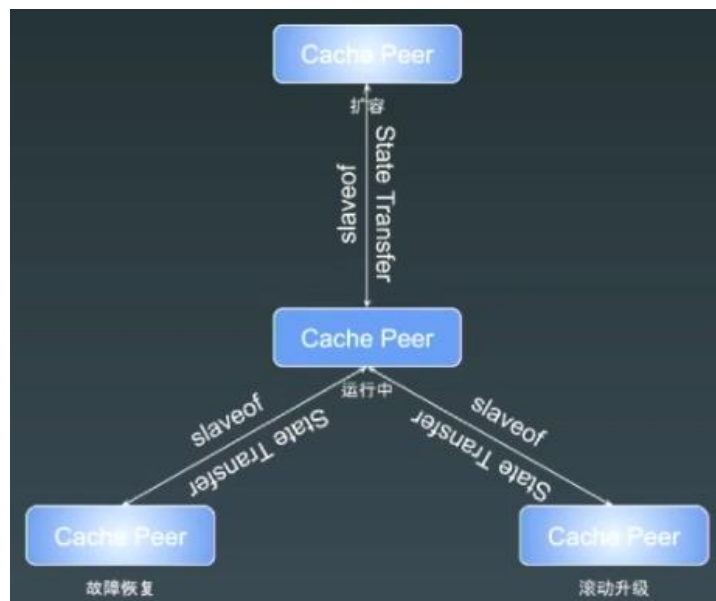 Cache Peer
扩容
State Transfer
slaveof
Cache Peer
运行中
slaveof
State Transfer
slaveof
State Transfer
Cache Peer
Cache Peer
故障恢复
滚动升级